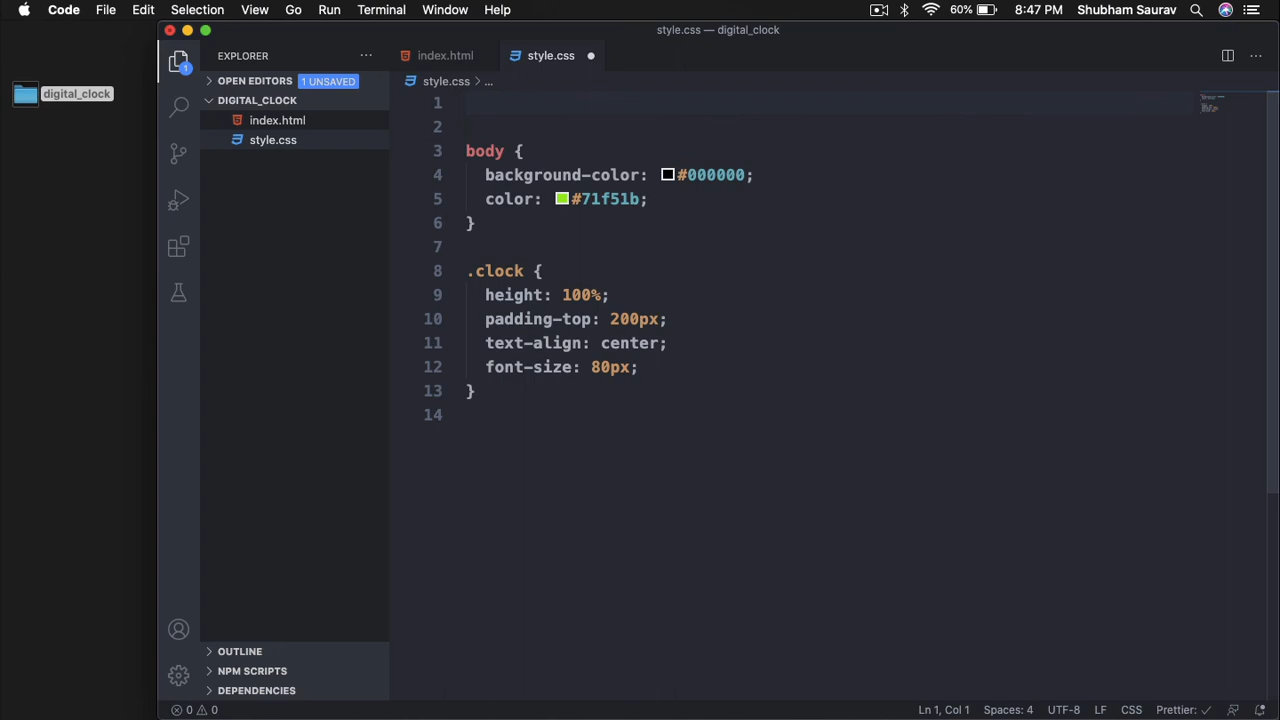 Code File Edit Selection View Go Run Terminal Window Help 60% 8:47 PM Shubham Saurav
style.css — digital_clock
digital_clock
EXPLORER
OPEN EDITORS 1 UNSAVED
DIGITAL_CLOCK
index.html
style.css
1
OUTLINE
NPM SCRIPTS
DEPENDENCIES
index.html style.css
style.css > ...
1
2
3 body {
4 background-color: #000000;
5 color: #71f51b;
6 }
7
8 .clock {
9 height: 100%;
10 padding-top: 200px;
11 text-align: center;
12 font-size: 80px;
13 }
14
0 0 Ln 1, Col 1 Spaces: 4 UTF-8 LF CSS Prettier: ✓